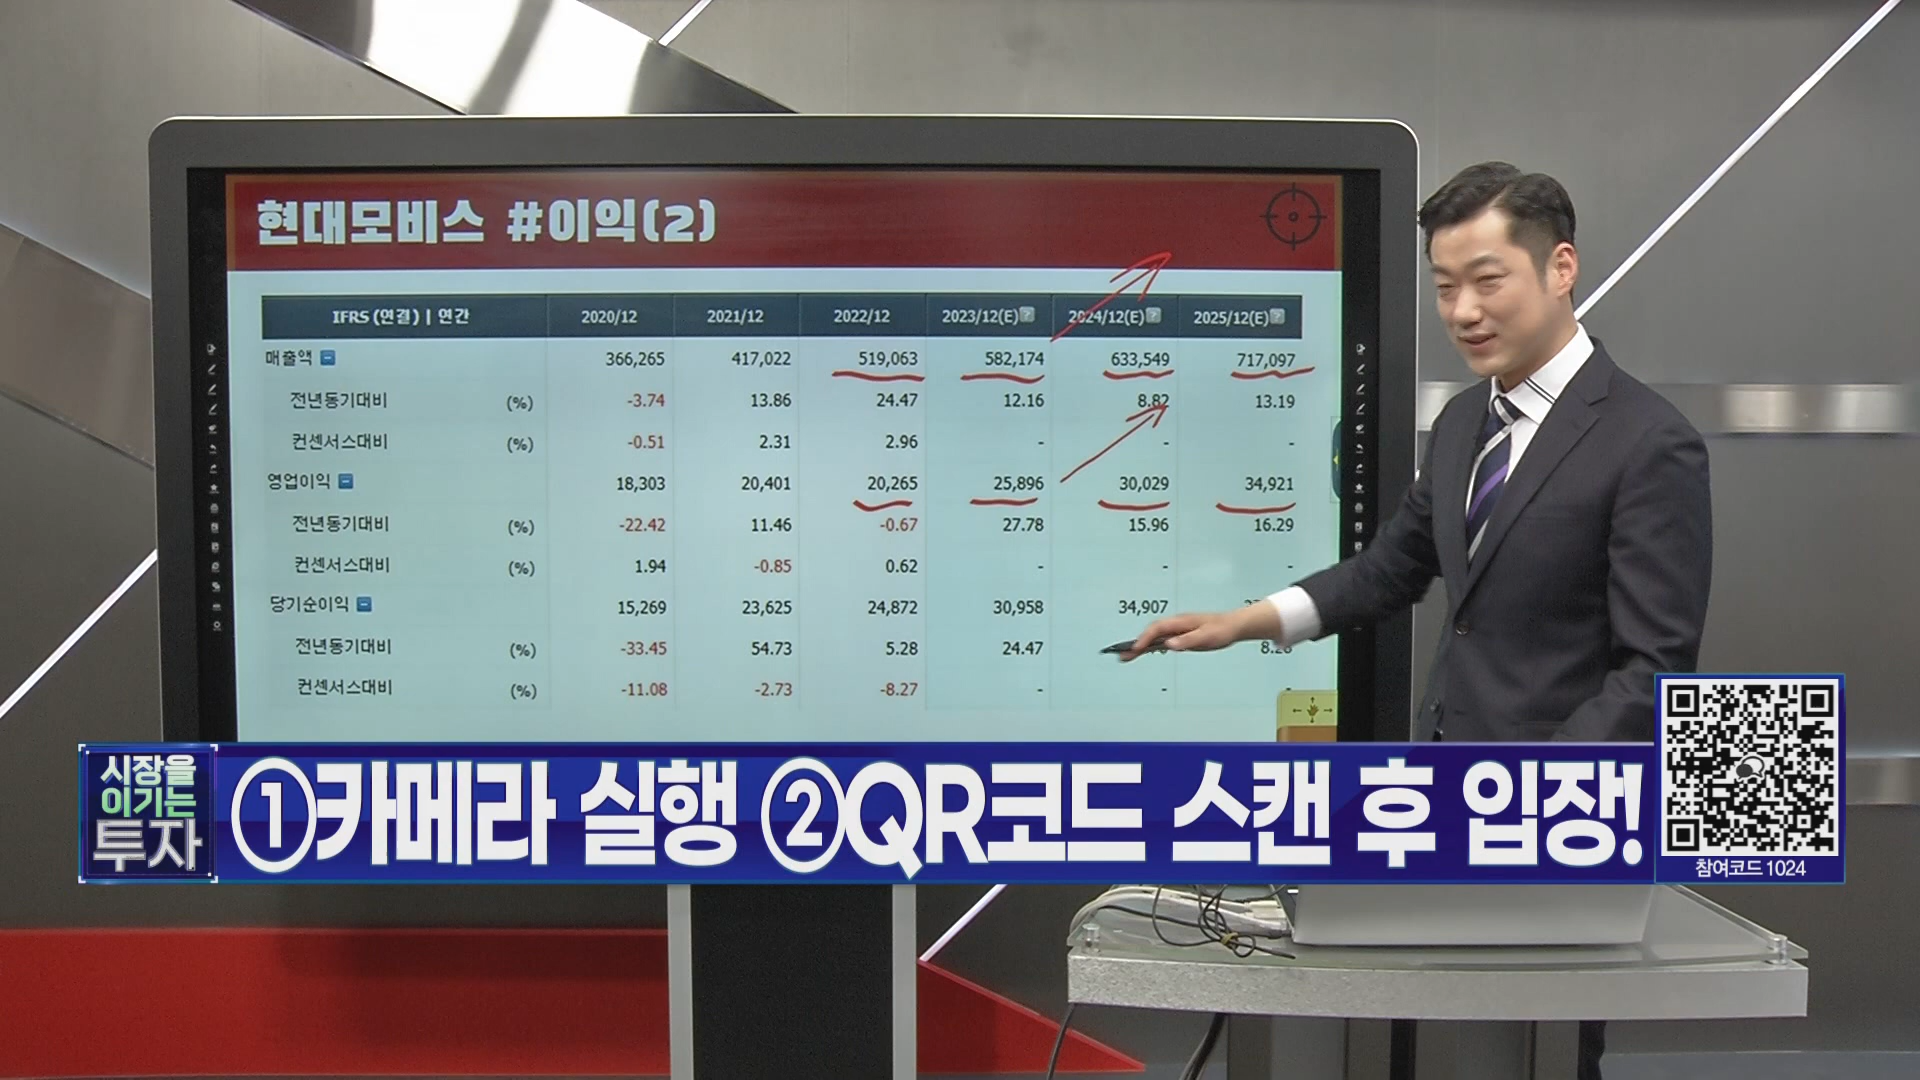 현대모비스 #이익(2)
IFRS (연결) | 연간 2020/12 2021/12 2022/12 2023/12(E) 2024/12(E) 2025/12(E)
매출액 366,265 417,022 519,063 582,174 633,549 717,097
전년동기대비 (%) -3.74 13.86 24.47 12.16 8.82 13.19
컨센서스대비 (%) -0.51 2.31 2.96 - - -
영업이익 18,303 20,401 20,265 25,896 30,029 34,921
전년동기대비 (%) -22.42 11.46 -0.67 27.78 15.96 16.29
컨센서스대비 (%) 1.94 -0.85 0.62 - - -
당기순이익 15,269 23,625 24,872 30,958 34,907
전년동기대비 (%) -33.45 54.73 5.28 24.47
컨센서스대비 (%) -11.08 -2.73 -8.27 - - -
시장을
이기는
투자
①카메라 실행 ②QR코드 스캔 후 입장!
참여코드 1024